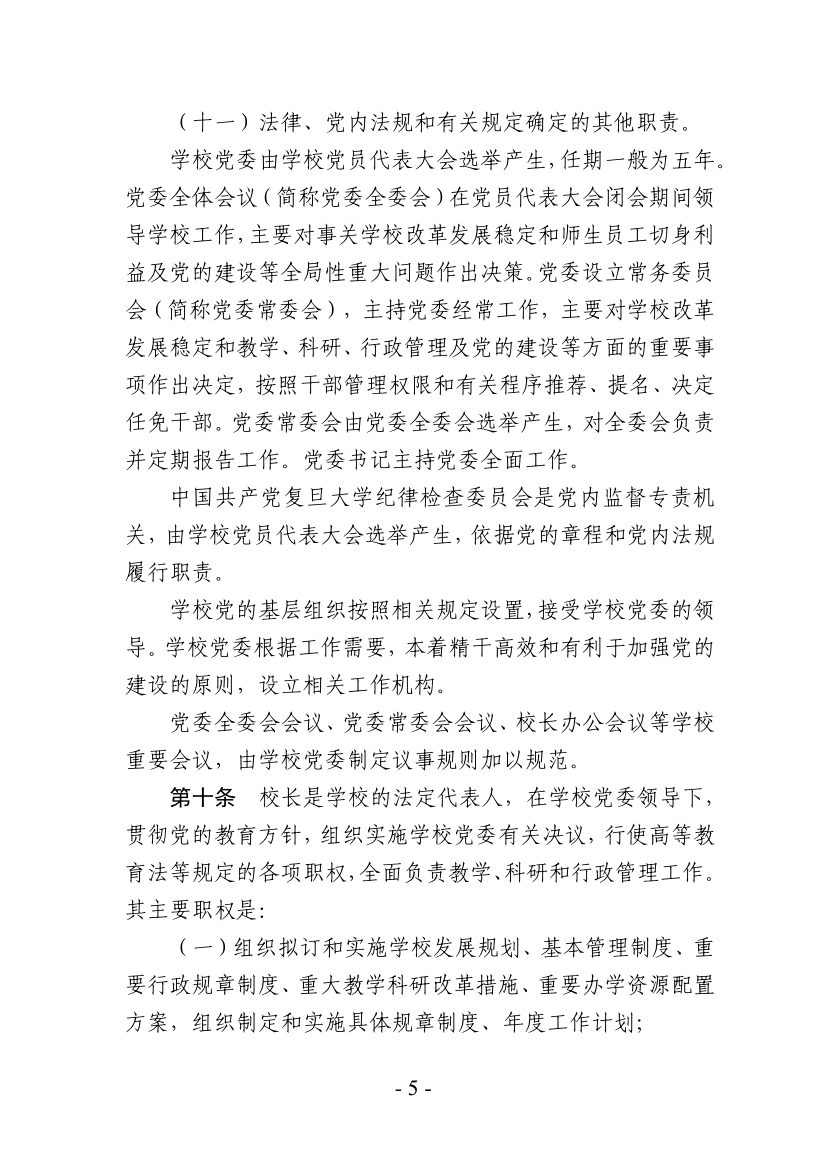 （十一）法律、党内法规和有关规定确定的其他职责。
学校党委由学校党员代表大会选举产生，任期一般为五年。
党委全体会议（简称党委全委会）在党员代表大会闭会期间领
导学校工作，主要对事关学校改革发展稳定和师生员工切身利
益及党的建设等全局性重大问题作出决策。党委设立常务委员
会（简称党委常委会），主持党委经常工作，主要对学校改革
发展稳定和教学、科研、行政管理及党的建设等方面的重要事
项作出决定，按照干部管理权限和有关程序推荐、提名、决定
任免干部。党委常委会由党委全委会选举产生，对全委会负责
并定期报告工作。党委书记主持党委全面工作。
中国共产党复旦大学纪律检查委员会是党内监督专责机
关，由学校党员代表大会选举产生，依据党的章程和党内法规
履行职责。
学校党的基层组织按照相关规定设置，接受学校党委的领
导。学校党委根据工作需要，本着精干高效和有利于加强党的
建设的原则，设立相关工作机构。
党委全委会会议、党委常委会会议、校长办公会议等学校
重要会议，由学校党委制定议事规则加以规范。
第十条　校长是学校的法定代表人，在学校党委领导下，
贯彻党的教育方针，组织实施学校党委有关决议，行使高等教
育法等规定的各项职权，全面负责教学、科研和行政管理工作。
其主要职权是：
（一）组织拟订和实施学校发展规划、基本管理制度、重
要行政规章制度、重大教学科研改革措施、重要办学资源配置
方案，组织制定和实施具体规章制度、年度工作计划；
- 5 -